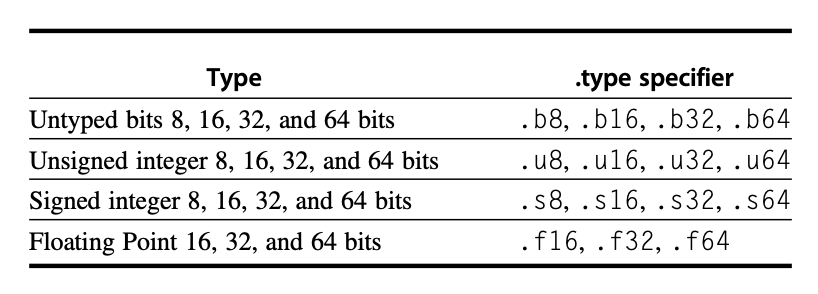 Type .type specifier
Untyped bits 8, 16, 32, and 64 bits .b8, .b16, .b32, .b64
Unsigned integer 8, 16, 32, and 64 bits .u8, .u16, .u32, .u64
Signed integer 8, 16, 32, and 64 bits .s8, .s16, .s32, .s64
Floating Point 16, 32, and 64 bits .f16, .f32, .f64